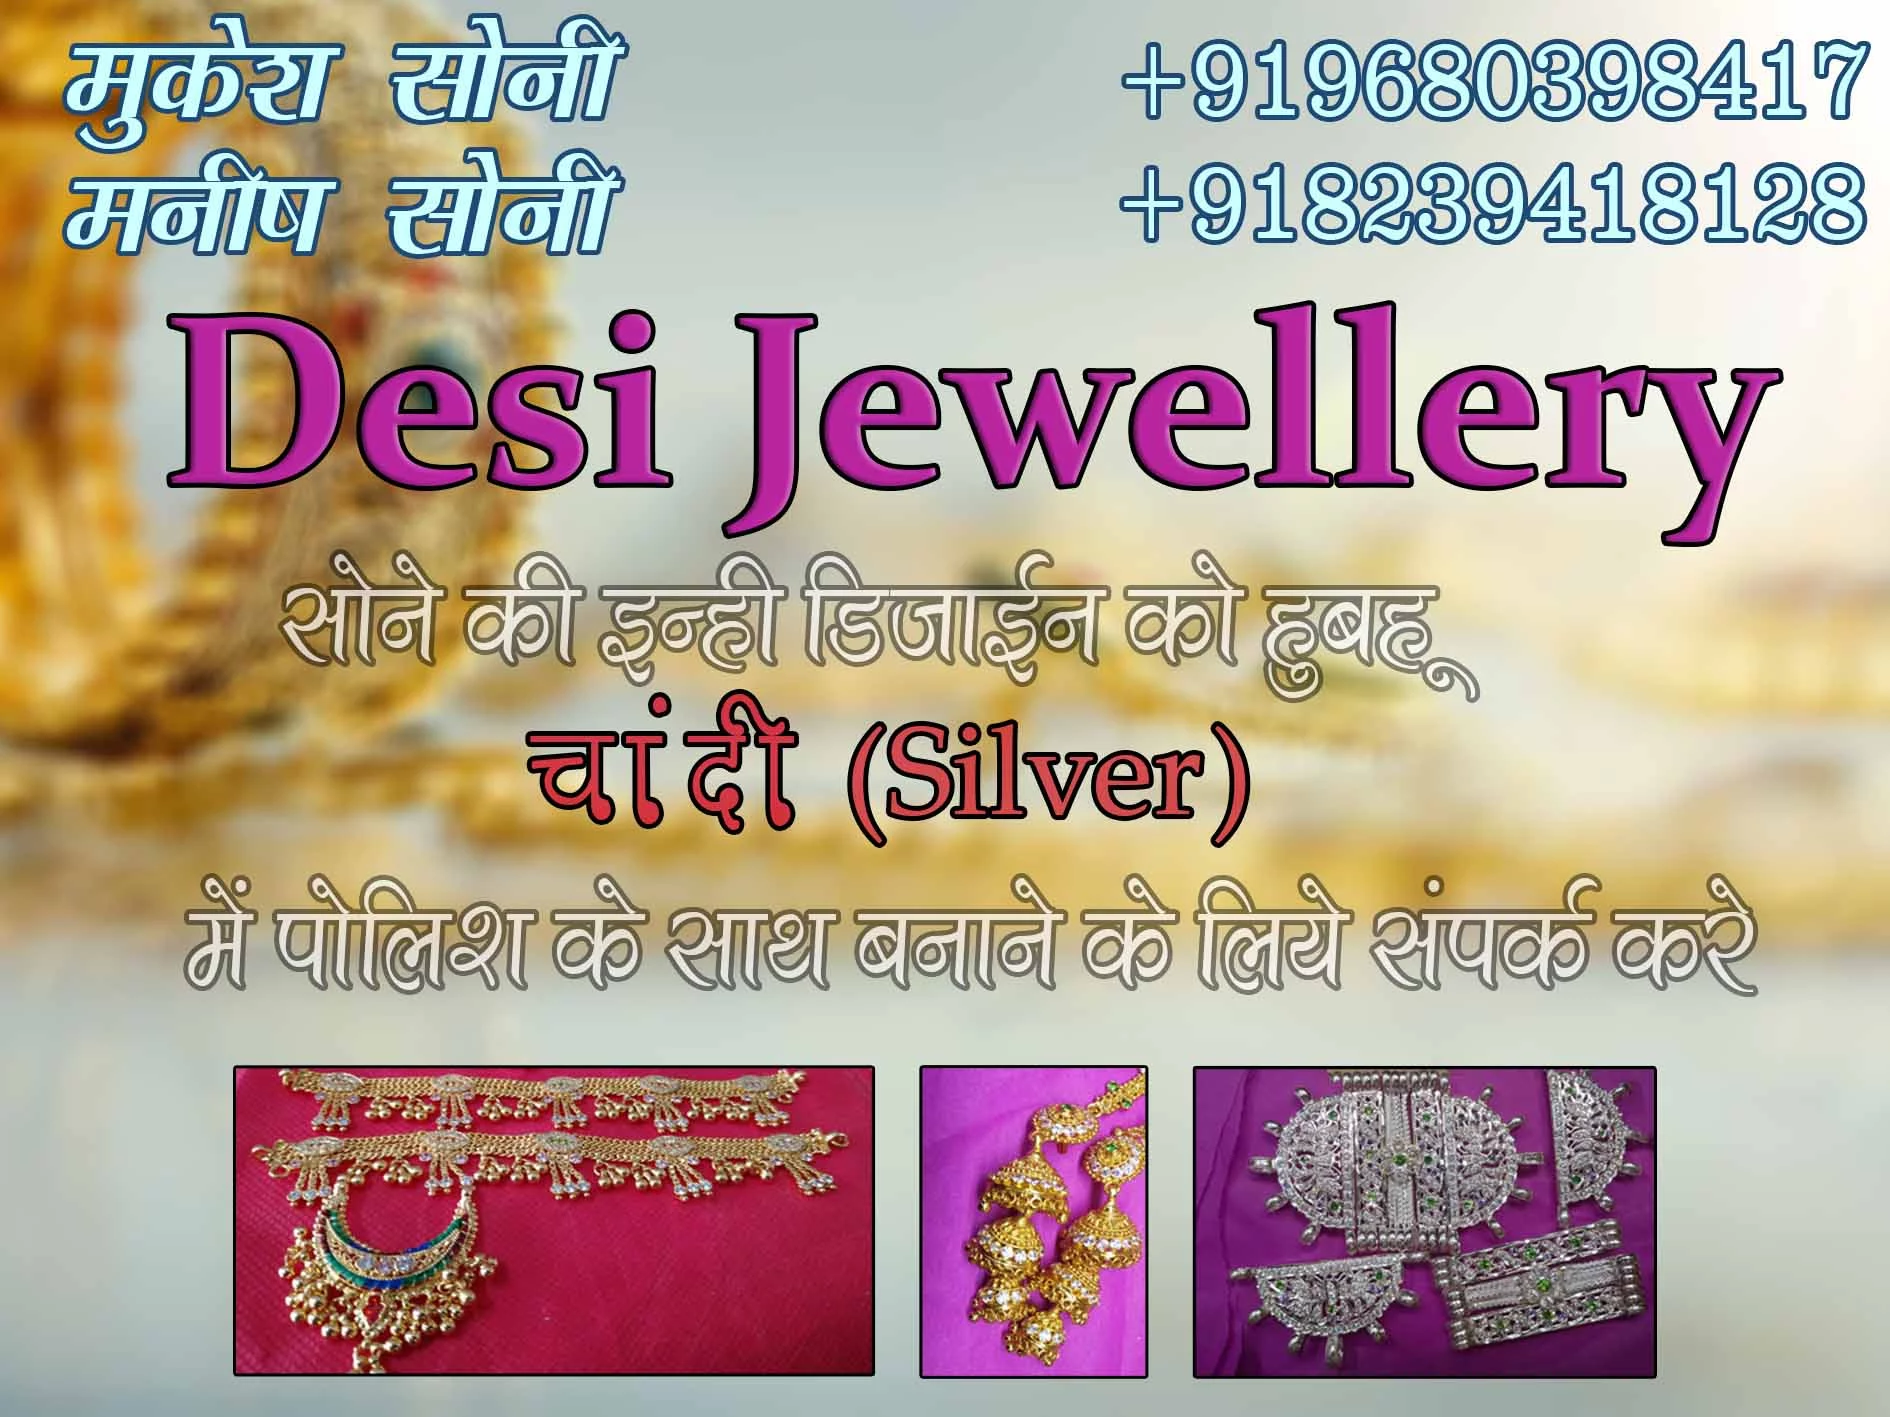 मुकेश सोनी +919680398417
मनीष सोनी +918239418128
Desi Jewellery
सोने की इन्ही डिजाईन को हुबहू
चांदी (Silver)
में पोलिश के साथ बनाने के लिये संपर्क करे